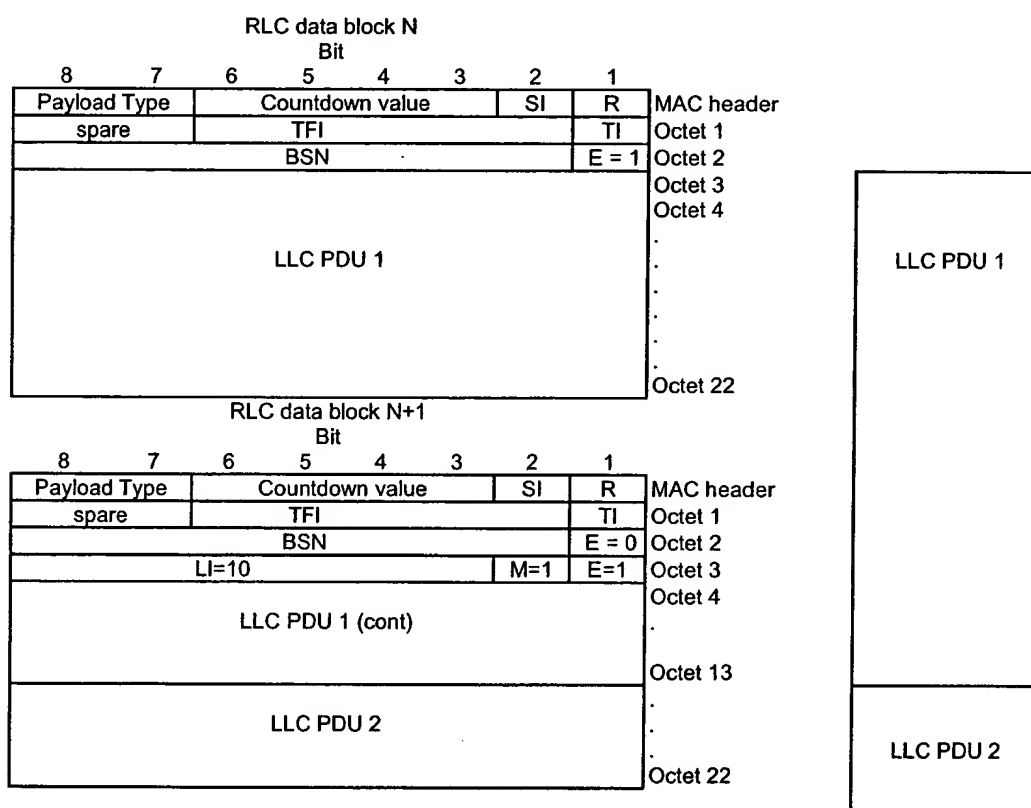 RLC data block N
Bit
8 7 6 5 4 3 2 1
Payload Type Countdown value SI R MAC header
spare TFI TI Octet 1
BSN E = 1 Octet 2
Octet 3
Octet 4
LLC PDU 1
.
.
.
.
.
.
Octet 22
LLC PDU 1
RLC data block N+1
Bit
8 7 6 5 4 3 2 1
Payload Type Countdown value SI R MAC header
spare TFI TI Octet 1
BSN E = 0 Octet 2
LI=10 M=1 E=1 Octet 3
Octet 4
LLC PDU 1 (cont)
.
Octet 13
LLC PDU 2
.
.
.
Octet 22
LLC PDU 2